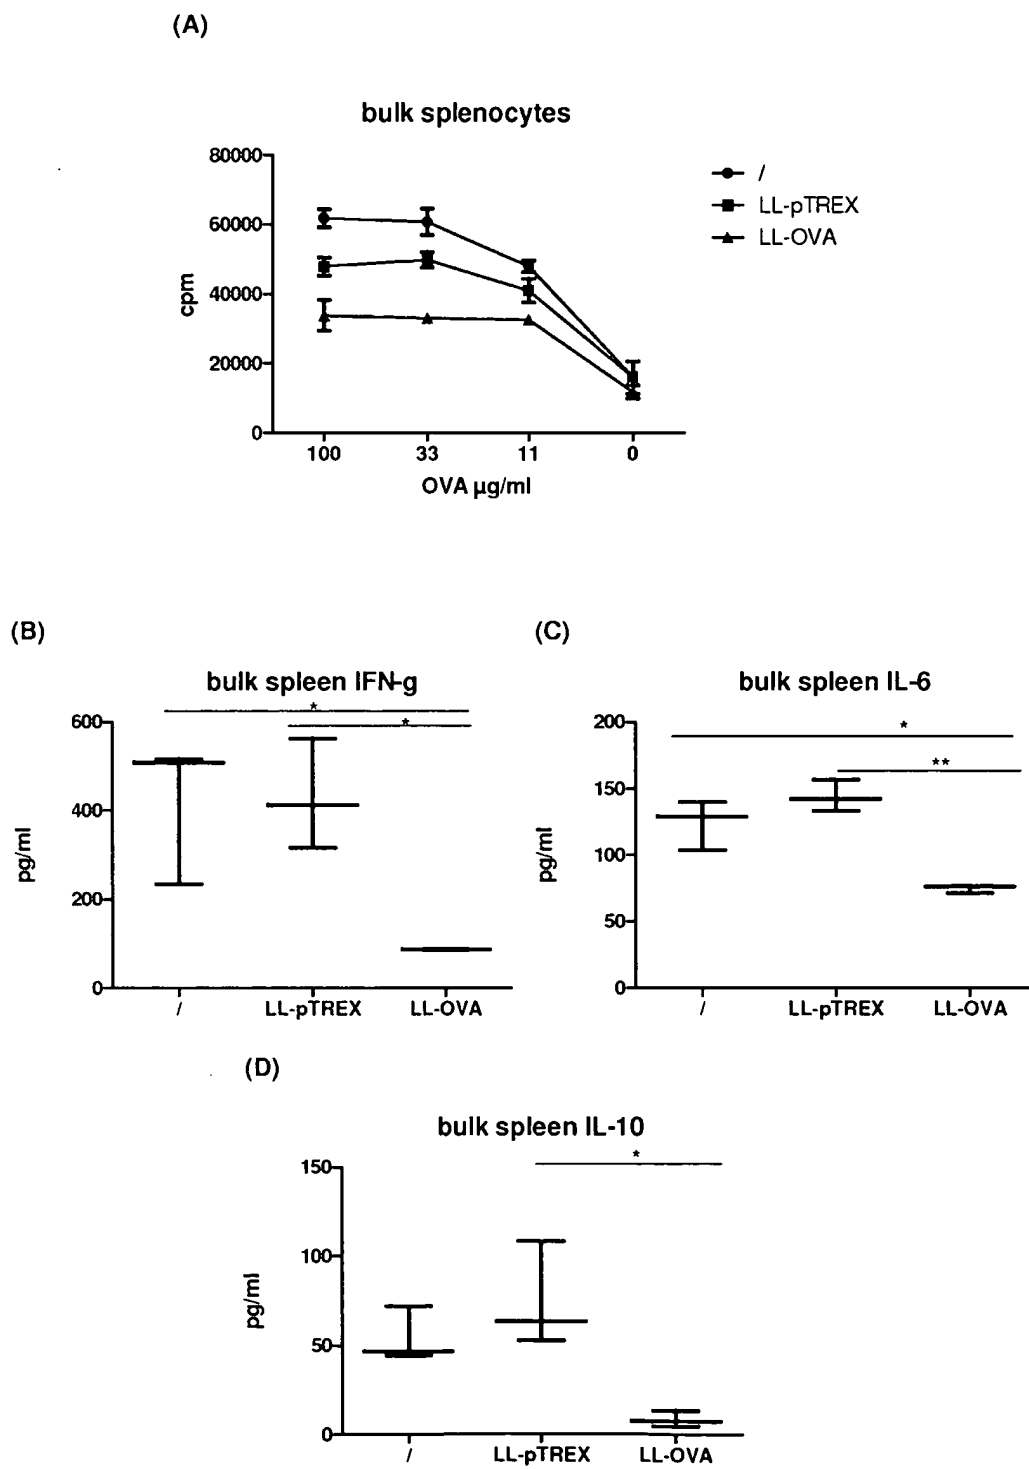 (A)
bulk splenocytes
80000
60000
40000
20000
0
cpm
100 33 11 0
OVA µg/ml
/
LL-pTREX
LL-OVA
(B)
bulk spleen IFN-g
*
*
600
400
200
0
pg/ml
/ LL-pTREX LL-OVA
(C)
bulk spleen IL-6
*
**
200
150
100
50
0
pg/ml
/ LL-pTREX LL-OVA
(D)
bulk spleen IL-10
*
150
100
50
0
pg/ml
/ LL-pTREX LL-OVA